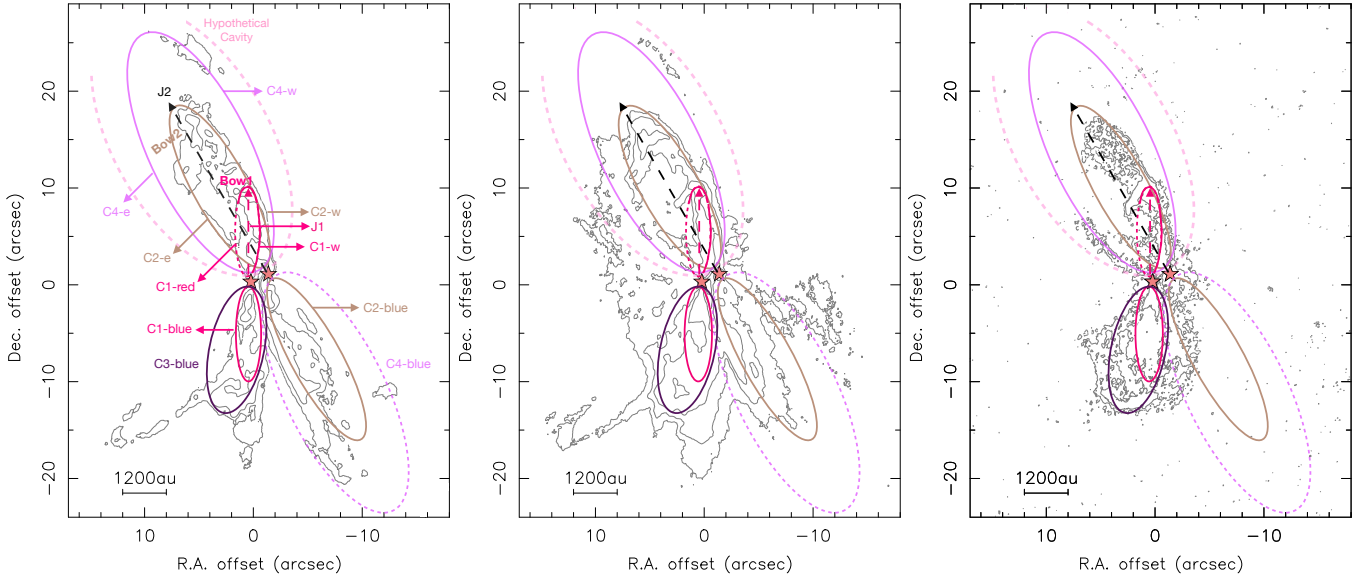 Hypothetical
Cavity
J2
C4-w
Bow2
Bow1
C4-e
C2-w
J1
C2-e
C1-w
C1-red
C1-blue
C2-blue
C3-blue
C4-blue
1200au
20
10
0
-10
-20
Dec. offset (arcsec)
10
0
-10
R.A. offset (arcsec)
1200au
20
10
0
-10
-20
Dec. offset (arcsec)
10
0
-10
R.A. offset (arcsec)
1200au
20
10
0
-10
-20
Dec. offset (arcsec)
10
0
-10
R.A. offset (arcsec)